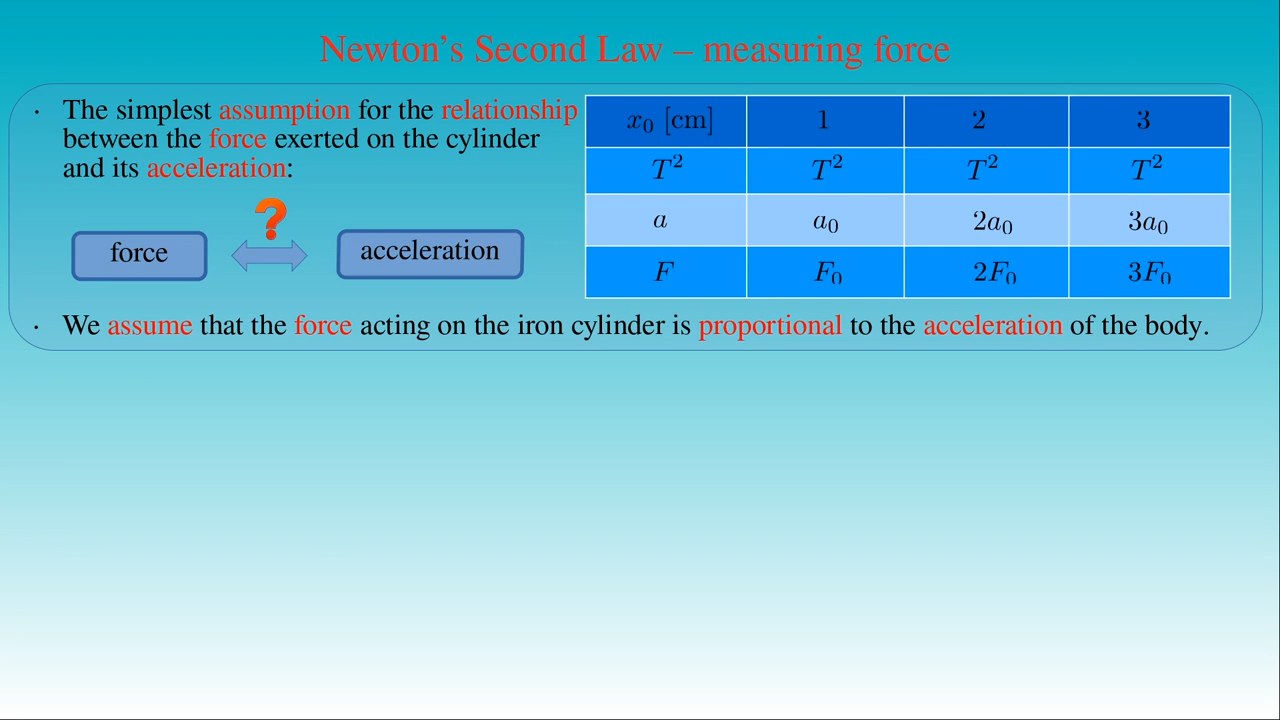 Newton’s Second Law – measuring force
· The simplest assumption for the relationship
between the force exerted on the cylinder
and its acceleration:
?
force
acceleration
x₀ [cm] 1 2 3
T² T² T² T²
a a₀ 2a₀ 3a₀
F F₀ 2F₀ 3F₀
· We assume that the force acting on the iron cylinder is proportional to the acceleration of the body.